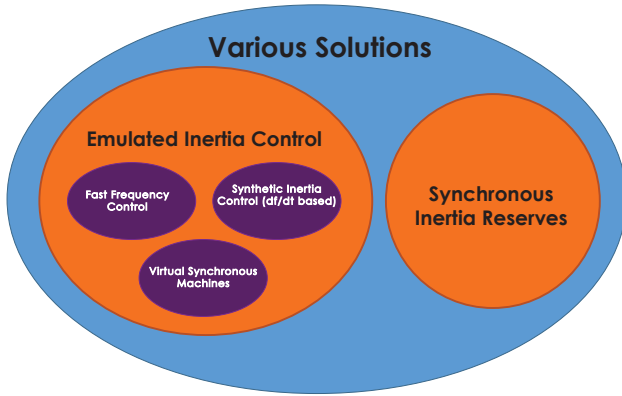 Various Solutions
Emulated Inertia Control
Fast Frequency
Control
Synthetic Inertia
Control (df/dt based)
Virtual Synchronous
Machines
Synchronous
Inertia Reserves